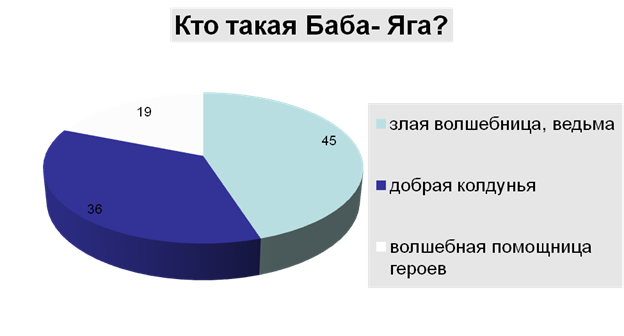 Кто такая Баба- Яга?
19
45
36
злая волшебница, ведьма
добрая колдунья
волшебная помощница
героев